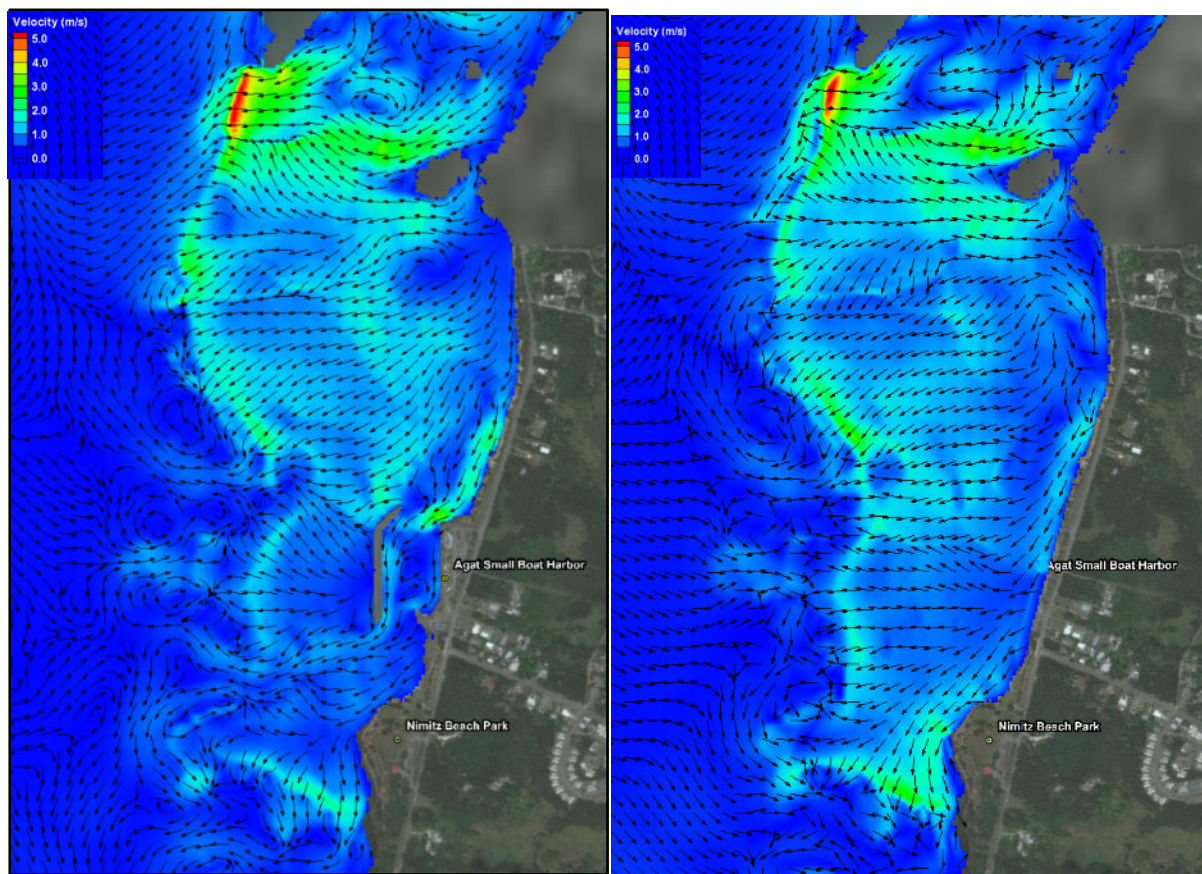 Velocity (m/s)
5.0
4.0
3.0
2.0
1.0
0.0
Agat Small Boat Harbor
Nimitz Beach Park
Velocity (m/s)
5.0
4.0
3.0
2.0
1.0
0.0
Agat Small Boat Harbor
Nimitz Beach Park